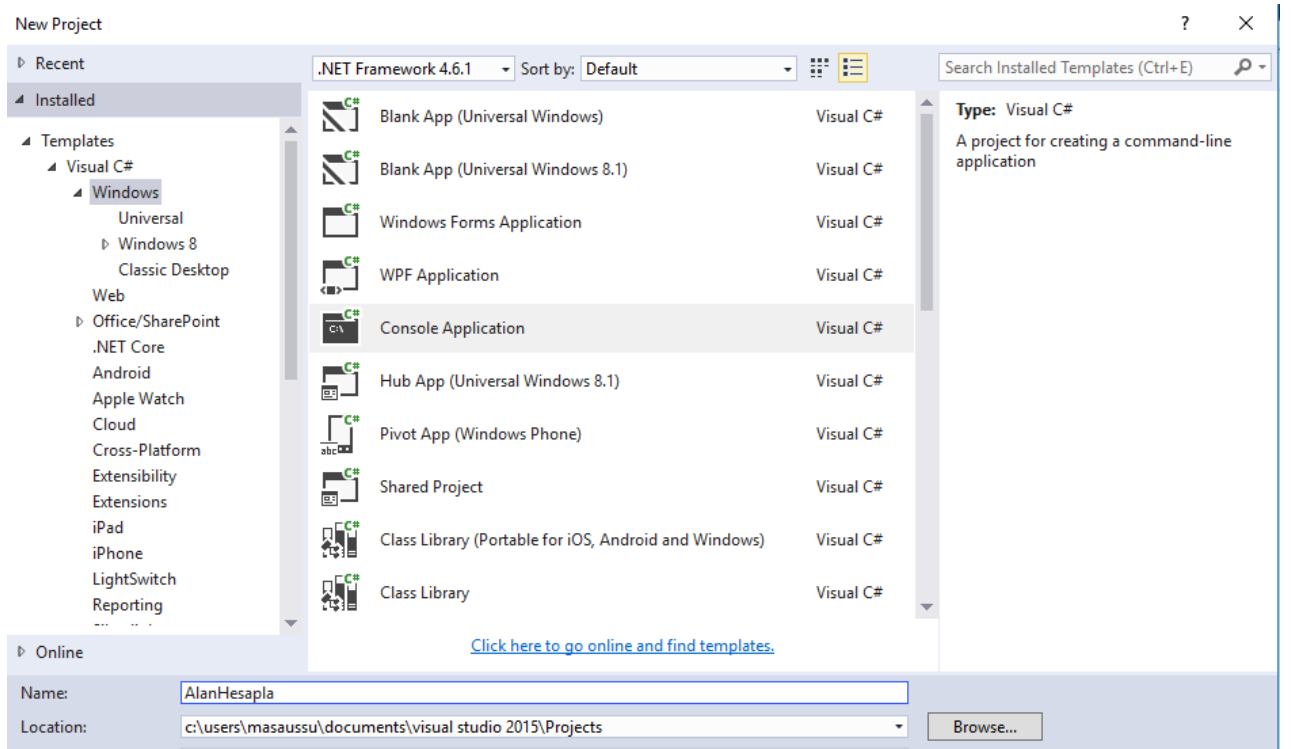 New Project
? ×
Recent
Installed
Templates
Visual C#
Windows
Universal
Windows 8
Classic Desktop
Web
Office/SharePoint
.NET Core
Android
Apple Watch
Cloud
Cross-Platform
Extensibility
Extensions
iPad
iPhone
LightSwitch
Reporting
Online
.NET Framework 4.6.1 Sort by: Default
C# Blank App (Universal Windows) Visual C#
C# Blank App (Universal Windows 8.1) Visual C#
C# Windows Forms Application Visual C#
C# WPF Application Visual C#
C# C:\ Console Application Visual C#
C# Hub App (Universal Windows 8.1) Visual C#
C# abc Pivot App (Windows Phone) Visual C#
C# Shared Project Visual C#
C# Class Library (Portable for iOS, Android and Windows) Visual C#
C# Class Library Visual C#
Click here to go online and find templates.
Search Installed Templates (Ctrl+E)
Type: Visual C#
A project for creating a command-line
application
Name: AlanHesapla
Location: c:\users\masaussu\documents\visual studio 2015\Projects Browse...